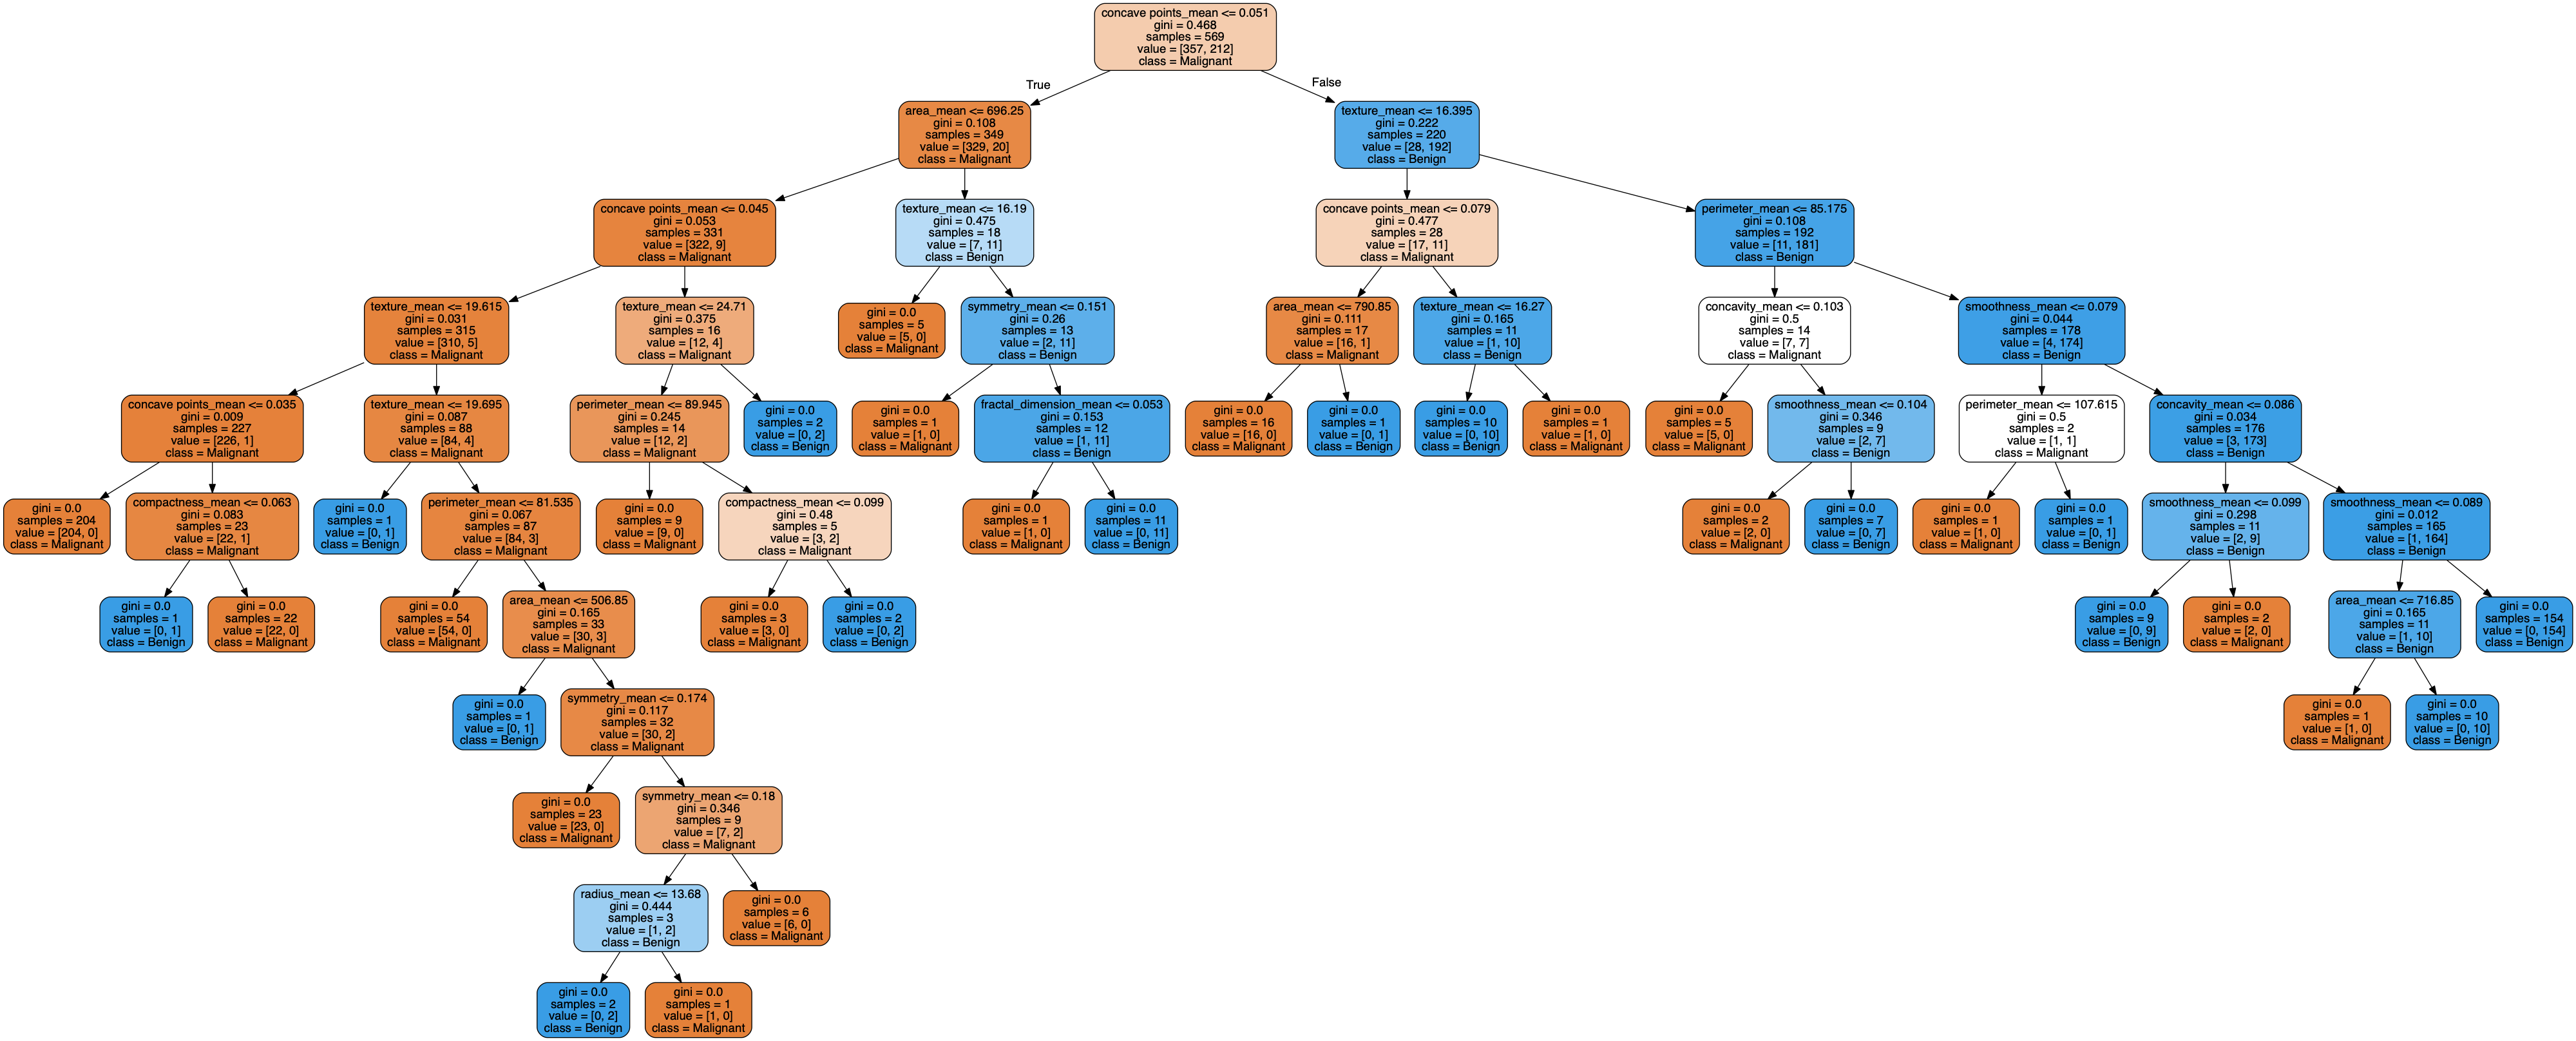 concave points_mean <= 0.051
gini = 0.468
samples = 569
value = [357, 212]
class = Malignant
True
False
area_mean <= 696.25
gini = 0.108
samples = 349
value = [329, 20]
class = Malignant
texture_mean <= 16.395
gini = 0.222
samples = 220
value = [28, 192]
class = Benign
concave points_mean <= 0.045
gini = 0.053
samples = 331
value = [322, 9]
class = Malignant
texture_mean <= 16.19
gini = 0.475
samples = 18
value = [7, 11]
class = Benign
concave points_mean <= 0.079
gini = 0.477
samples = 28
value = [17, 11]
class = Malignant
perimeter_mean <= 85.175
gini = 0.108
samples = 192
value = [11, 181]
class = Benign
texture_mean <= 19.615
gini = 0.031
samples = 315
value = [310, 5]
class = Malignant
texture_mean <= 24.71
gini = 0.375
samples = 16
value = [12, 4]
class = Malignant
gini = 0.0
samples = 5
value = [5, 0]
class = Malignant
symmetry_mean <= 0.151
gini = 0.26
samples = 13
value = [2, 11]
class = Benign
area_mean <= 790.85
gini = 0.111
samples = 17
value = [16, 1]
class = Malignant
texture_mean <= 16.27
gini = 0.165
samples = 11
value = [1, 10]
class = Benign
concavity_mean <= 0.103
gini = 0.5
samples = 14
value = [7, 7]
class = Malignant
smoothness_mean <= 0.079
gini = 0.044
samples = 178
value = [4, 174]
class = Benign
concave points_mean <= 0.035
gini = 0.009
samples = 227
value = [226, 1]
class = Malignant
texture_mean <= 19.695
gini = 0.087
samples = 88
value = [84, 4]
class = Malignant
perimeter_mean <= 89.945
gini = 0.245
samples = 14
value = [12, 2]
class = Malignant
gini = 0.0
samples = 2
value = [0, 2]
class = Benign
gini = 0.0
samples = 1
value = [1, 0]
class = Malignant
fractal_dimension_mean <= 0.053
gini = 0.153
samples = 12
value = [1, 11]
class = Benign
gini = 0.0
samples = 16
value = [16, 0]
class = Malignant
gini = 0.0
samples = 1
value = [0, 1]
class = Benign
gini = 0.0
samples = 10
value = [0, 10]
class = Benign
gini = 0.0
samples = 1
value = [1, 0]
class = Malignant
gini = 0.0
samples = 5
value = [5, 0]
class = Malignant
smoothness_mean <= 0.104
gini = 0.346
samples = 9
value = [2, 7]
class = Benign
perimeter_mean <= 107.615
gini = 0.5
samples = 2
value = [1, 1]
class = Malignant
concavity_mean <= 0.086
gini = 0.034
samples = 176
value = [3, 173]
class = Benign
gini = 0.0
samples = 204
value = [204, 0]
class = Malignant
compactness_mean <= 0.063
gini = 0.083
samples = 23
value = [22, 1]
class = Malignant
gini = 0.0
samples = 1
value = [0, 1]
class = Benign
perimeter_mean <= 81.535
gini = 0.067
samples = 87
value = [84, 3]
class = Malignant
gini = 0.0
samples = 9
value = [9, 0]
class = Malignant
compactness_mean <= 0.099
gini = 0.48
samples = 5
value = [3, 2]
class = Malignant
gini = 0.0
samples = 1
value = [1, 0]
class = Malignant
gini = 0.0
samples = 11
value = [0, 11]
class = Benign
gini = 0.0
samples = 2
value = [2, 0]
class = Malignant
gini = 0.0
samples = 7
value = [0, 7]
class = Benign
gini = 0.0
samples = 1
value = [1, 0]
class = Malignant
gini = 0.0
samples = 1
value = [0, 1]
class = Benign
smoothness_mean <= 0.099
gini = 0.298
samples = 11
value = [2, 9]
class = Benign
smoothness_mean <= 0.089
gini = 0.012
samples = 165
value = [1, 164]
class = Benign
gini = 0.0
samples = 1
value = [0, 1]
class = Benign
gini = 0.0
samples = 22
value = [22, 0]
class = Malignant
gini = 0.0
samples = 54
value = [54, 0]
class = Malignant
area_mean <= 506.85
gini = 0.165
samples = 33
value = [30, 3]
class = Malignant
gini = 0.0
samples = 3
value = [3, 0]
class = Malignant
gini = 0.0
samples = 2
value = [0, 2]
class = Benign
gini = 0.0
samples = 9
value = [0, 9]
class = Benign
gini = 0.0
samples = 2
value = [2, 0]
class = Malignant
area_mean <= 716.85
gini = 0.165
samples = 11
value = [1, 10]
class = Benign
gini = 0.0
samples = 154
value = [0, 154]
class = Benign
gini = 0.0
samples = 1
value = [0, 1]
class = Benign
symmetry_mean <= 0.174
gini = 0.117
samples = 32
value = [30, 2]
class = Malignant
gini = 0.0
samples = 1
value = [1, 0]
class = Malignant
gini = 0.0
samples = 10
value = [0, 10]
class = Benign
gini = 0.0
samples = 23
value = [23, 0]
class = Malignant
symmetry_mean <= 0.18
gini = 0.346
samples = 9
value = [7, 2]
class = Malignant
radius_mean <= 13.68
gini = 0.444
samples = 3
value = [1, 2]
class = Benign
gini = 0.0
samples = 6
value = [6, 0]
class = Malignant
gini = 0.0
samples = 2
value = [0, 2]
class = Benign
gini = 0.0
samples = 1
value = [1, 0]
class = Malignant